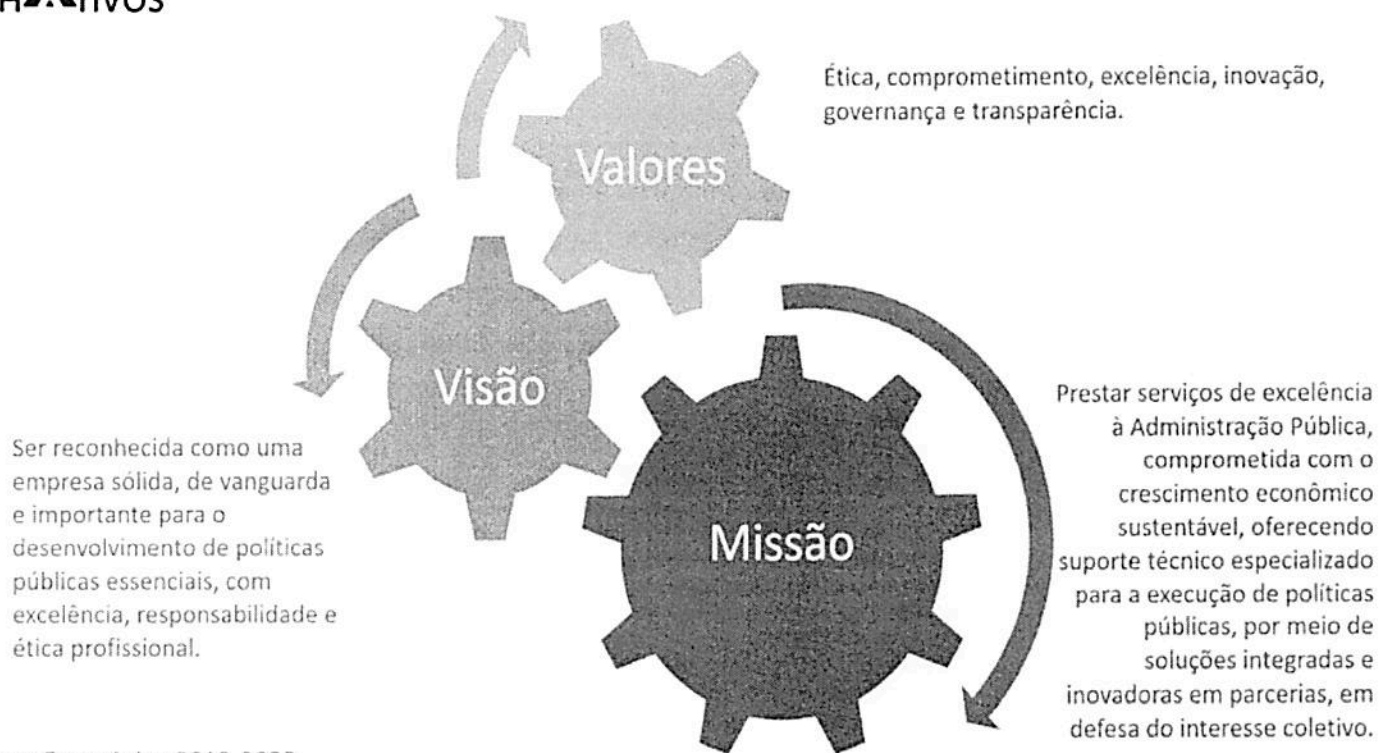 Ética, comprometimento, excelência, inovação,
governança e transparência.
Valores
Visão
Ser reconhecida como uma
empresa sólida, de vanguarda
e importante para o
desenvolvimento de políticas
públicas essenciais, com
excelência, responsabilidade e
ética profissional.
Missão
Prestar serviços de excelência
à Administração Pública,
comprometida com o
crescimento econômico
sustentável, oferecendo
suporte técnico especializado
para a execução de políticas
públicas, por meio de
soluções integradas e
inovadoras em parcerias, em
defesa do interesse coletivo.